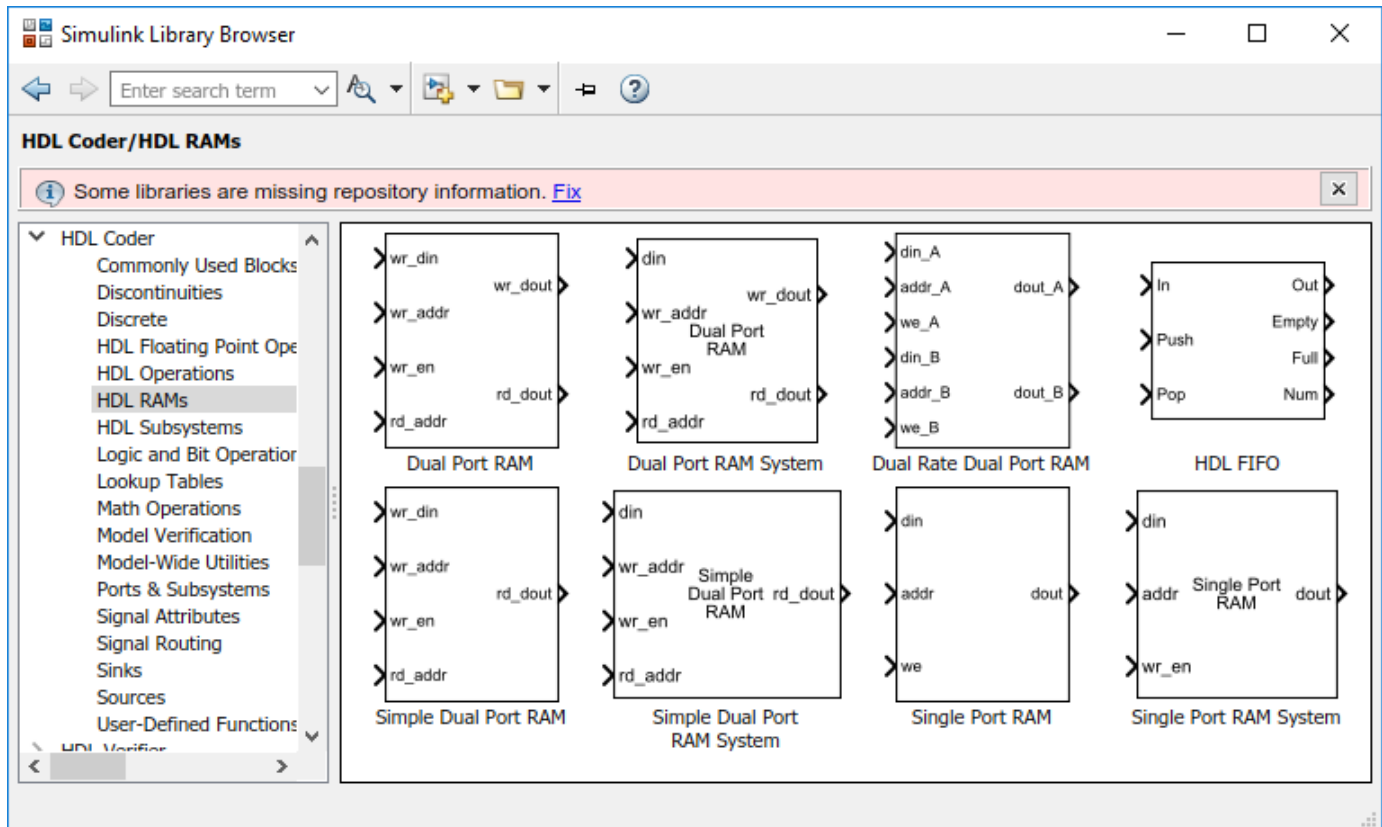 Simulink Library Browser
Enter search term
HDL Coder/HDL RAMs
Some libraries are missing repository information. Fix
HDL Coder
Commonly Used Blocks
Discontinuities
Discrete
HDL Floating Point Ope
HDL Operations
HDL RAMs
HDL Subsystems
Logic and Bit Operation
Lookup Tables
Math Operations
Model Verification
Model-Wide Utilities
Ports & Subsystems
Signal Attributes
Signal Routing
Sinks
Sources
User-Defined Functions
HDL Verifier
wr_din
wr_addr
wr_en
rd_addr
wr_dout
rd_dout
Dual Port RAM
din
wr_addr
wr_en
rd_addr
Dual Port
RAM
wr_dout
rd_dout
Dual Port RAM System
din_A
addr_A
we_A
din_B
addr_B
we_B
dout_A
dout_B
Dual Rate Dual Port RAM
In
Push
Pop
Out
Empty
Full
Num
HDL FIFO
wr_din
wr_addr
wr_en
rd_addr
rd_dout
Simple Dual Port RAM
din
wr_addr
wr_en
rd_addr
Simple
Dual Port
RAM
rd_dout
Simple Dual Port
RAM System
din
addr
we
dout
Single Port RAM
din
addr
wr_en
Single Port
RAM
dout
Single Port RAM System